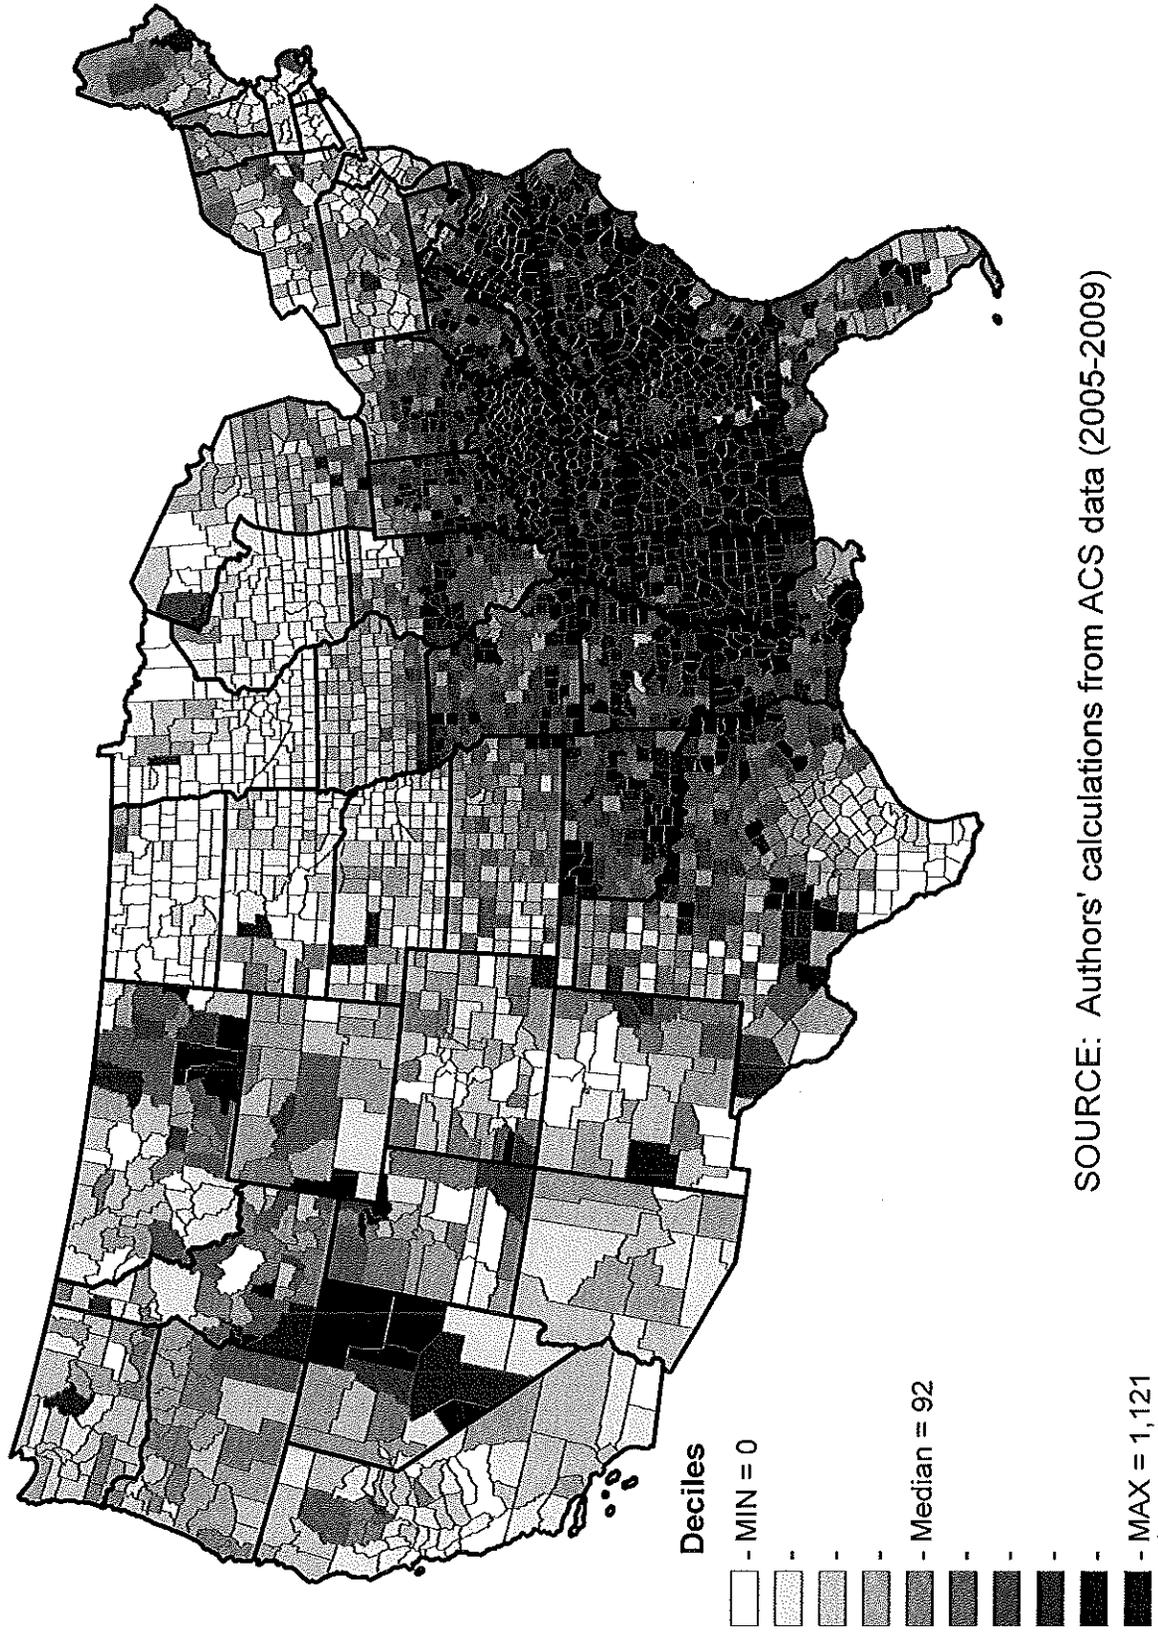 Deciles
- MIN = 0
-
-
-
- Median = 92
-
-
-
-
- MAX = 1,121
SOURCE: Authors' calculations from ACS data (2005-2009)